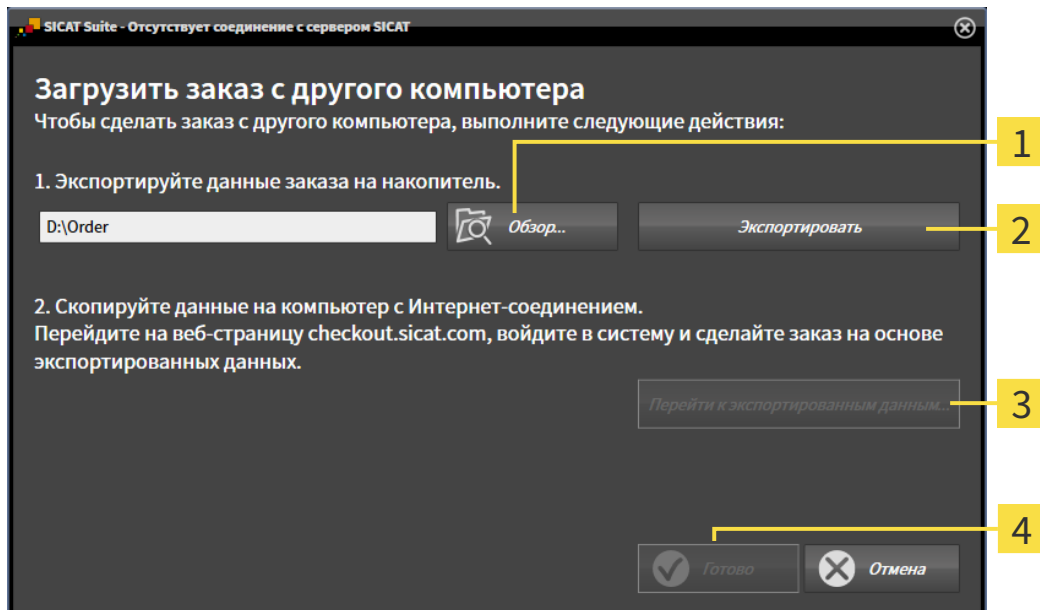 SICAT Suite - Отсутствует соединение с сервером SICAT
Загрузить заказ с другого компьютера
Чтобы сделать заказ с другого компьютера, выполните следующие действия:
1
1. Экспортируйте данные заказа на накопитель.
D:\Order
Обзор...
Экспортировать
2
2. Скопируйте данные на компьютер с Интернет-соединением.
Перейдите на веб-страницу checkout.sicat.com, войдите в систему и сделайте заказ на основе
экспортированных данных.
Перейти к экспортированным данным...
3
4
Готово
Отмена